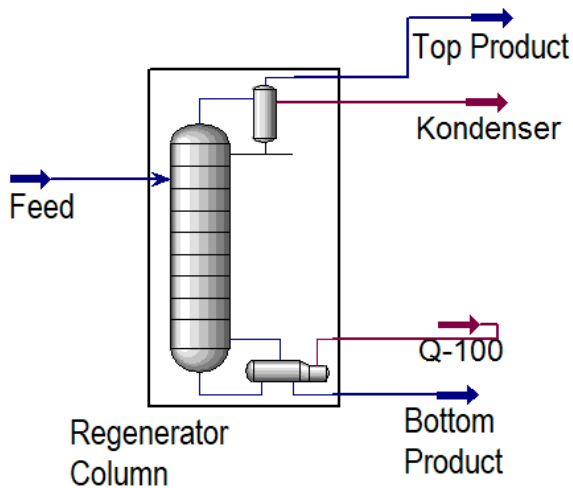 Top Product
Kondenser
Feed
Q-100
Bottom
Product
Regenerator
Column